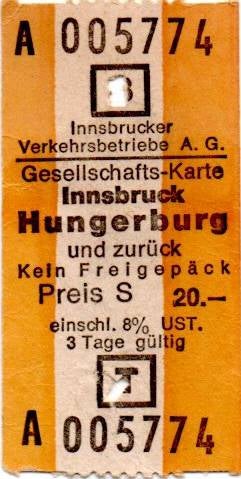 A 005774
B
Innsbrucker
Verkehrsbetriebe A. G.
Gesellschafts-Karte
Innsbruck
Hungerburg
und zurück
Kein Freigepäck
Preis S 20.—
einschl. 8% UST.
3 Tage gültig
T
A 005774